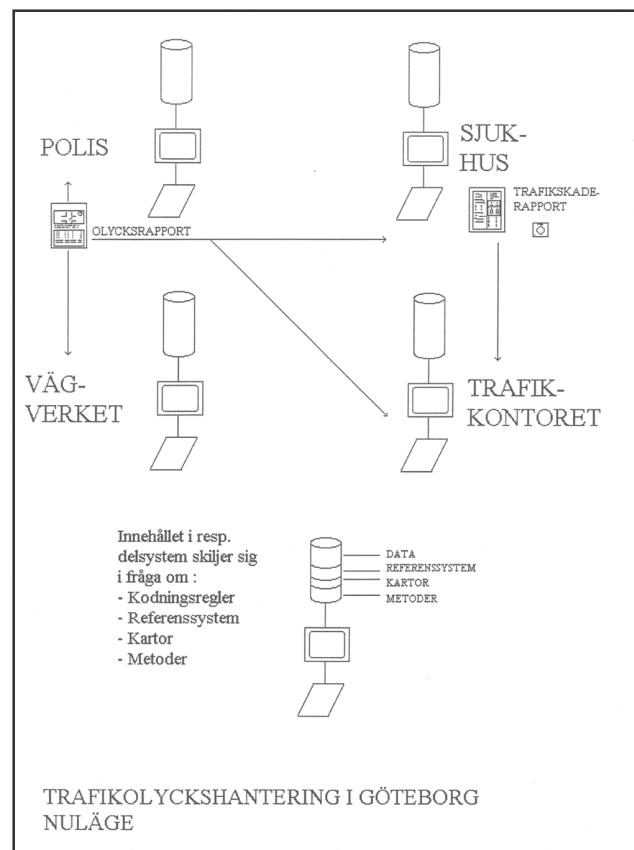 POLIS
SJUK-
HUS
TRAFIKSKADE-
RAPPORT
OLYCKSRAPPORT
VÄG-
VERKET
TRAFIK-
KONTORET
Innehållet i resp.
delsystem skiljer sig
i fråga om :
- Kodningsregler
- Referenssystem
- Kartor
- Metoder
DATA
REFERENSSYSTEM
KARTOR
METODER
TRAFIKOLYCKSHANTERING I GÖTEBORG
NULÄGE